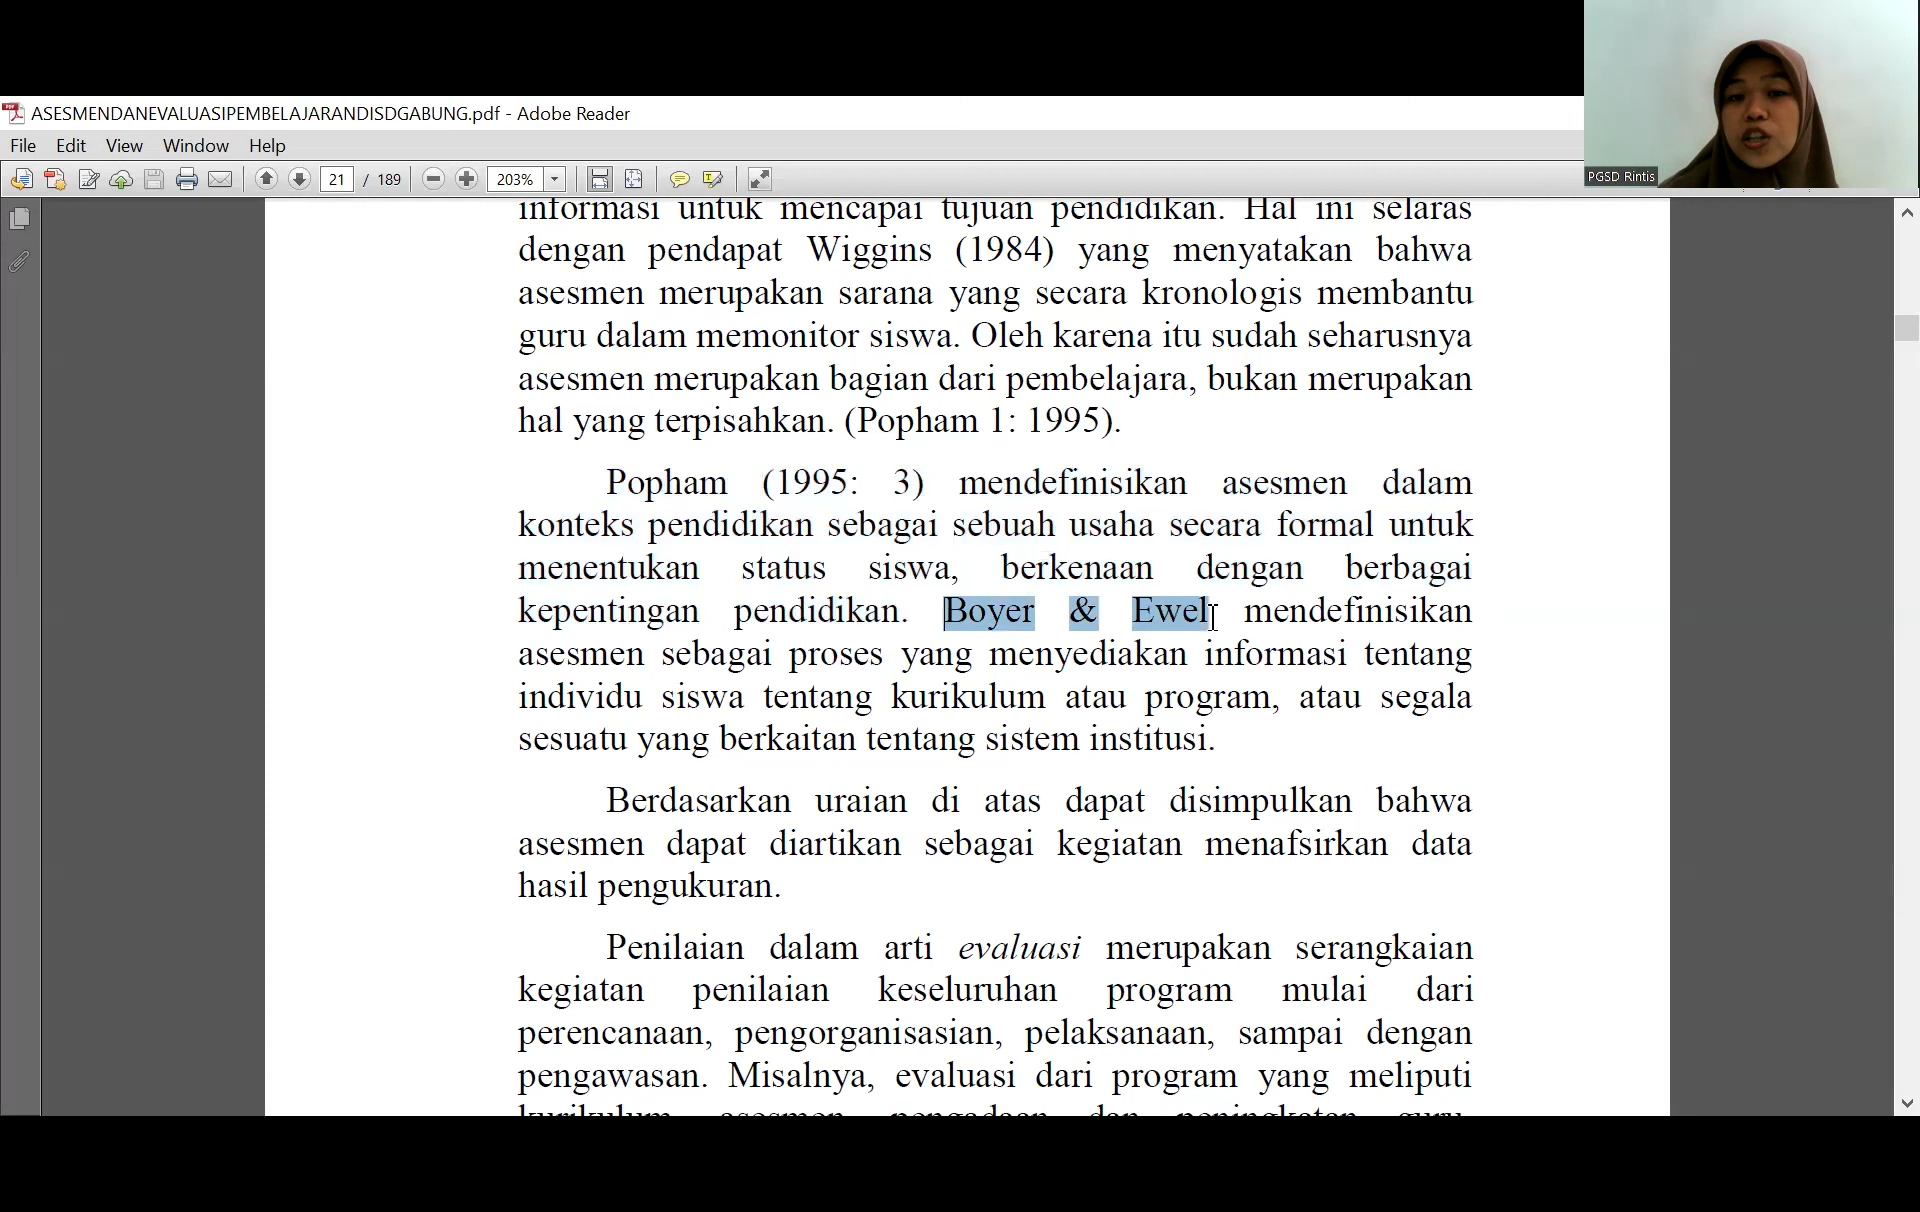 ASESMENDANEVALUASIPEMBELAJARANDISDGABUNG.pdf - Adobe Reader
File Edit View Window Help
21 / 189 203%
PGSD Rintis
informasi untuk mencapai tujuan pendidikan. Hal ini selaras
dengan pendapat Wiggins (1984) yang menyatakan bahwa
asesmen merupakan sarana yang secara kronologis membantu
guru dalam memonitor siswa. Oleh karena itu sudah seharusnya
asesmen merupakan bagian dari pembelajara, bukan merupakan
hal yang terpisahkan. (Popham 1: 1995).
Popham (1995: 3) mendefinisikan asesmen dalam
konteks pendidikan sebagai sebuah usaha secara formal untuk
menentukan status siswa, berkenaan dengan berbagai
kepentingan pendidikan. Boyer & Ewel mendefinisikan
asesmen sebagai proses yang menyediakan informasi tentang
individu siswa tentang kurikulum atau program, atau segala
sesuatu yang berkaitan tentang sistem institusi.
Berdasarkan uraian di atas dapat disimpulkan bahwa
asesmen dapat diartikan sebagai kegiatan menafsirkan data
hasil pengukuran.
Penilaian dalam arti evaluasi merupakan serangkaian
kegiatan penilaian keseluruhan program mulai dari
perencanaan, pengorganisasian, pelaksanaan, sampai dengan
pengawasan. Misalnya, evaluasi dari program yang meliputi
kurikulum, asesmen, pengadaan dan peningkatan guru,